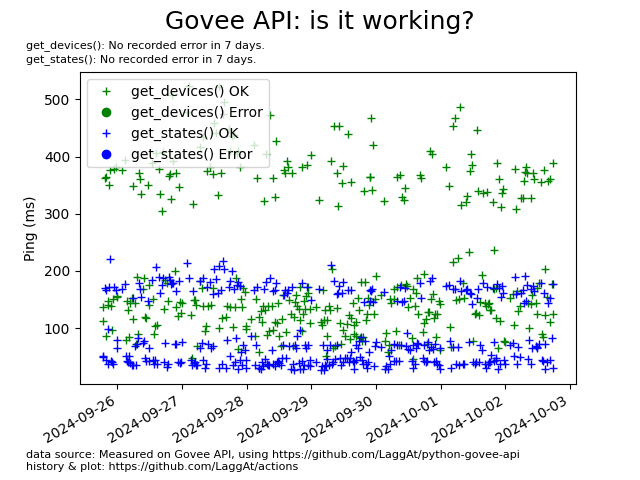 Govee API: is it working?
get_devices(): No recorded error in 7 days.
get_states(): No recorded error in 7 days.
get_devices() OK
get_devices() Error
get_states() Ok
get_states() Error
Ping (ms)
500
400
300
200
100
2024-09-26
2024-09-27
2024-09-28
2024-09-29
2024-09-30
2024-10-01
2024-10-02
2024-10-03
data source: Measured on Govee API, using https://github.com/LaggAt/python-govee-api
history & plot: https://github.com/LaggAt/actions